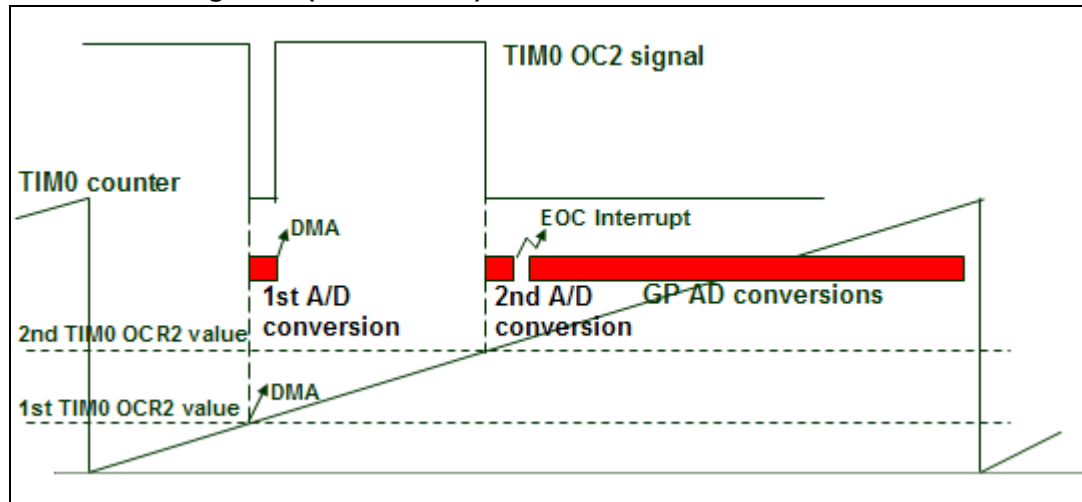 TIM0 OC2 signal
TIM0 counter
EOC Interrupt
DMA
1st A/D
conversion
2nd A/D
conversion
GP AD conversions
2nd TIM0 OCR2 value
DMA
1st TIM0 OCR2 value